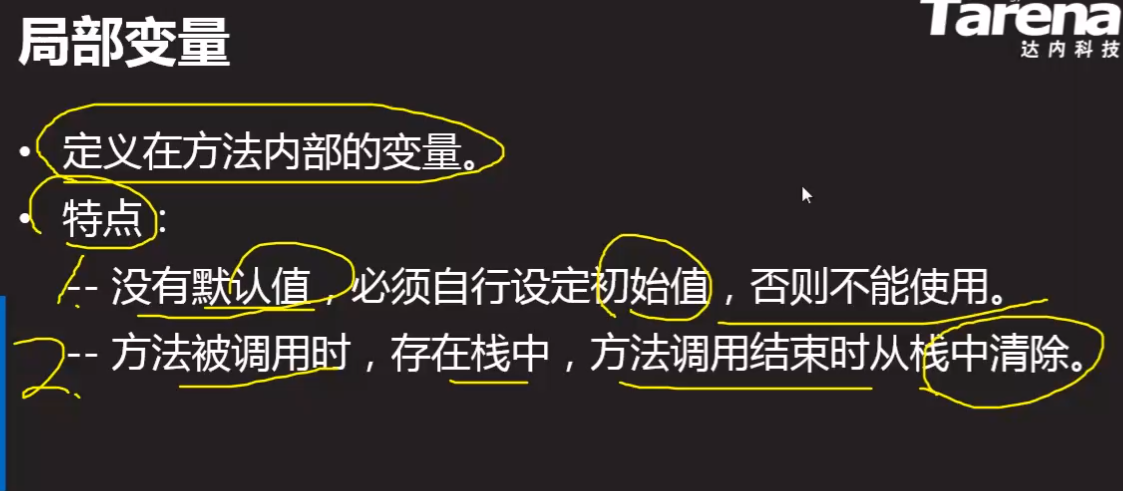 局部变量
Tarena
达内科技
• 定义在方法内部的变量。
• 特点：
1. -- 没有默认值，必须自行设定初始值，否则不能使用。
2. -- 方法被调用时，存在栈中，方法调用结束时从栈中清除。